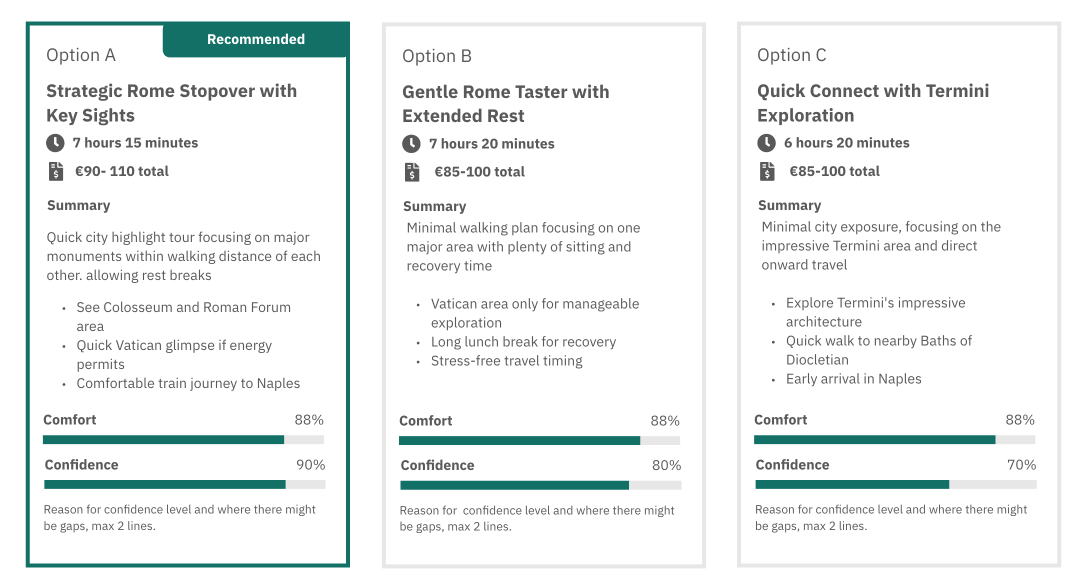 Option A
Recommended
Strategic Rome Stopover with
Key Sights
7 hours 15 minutes
€90- 110 total
Summary
Quick city highlight tour focusing on major
monuments within walking distance of each
other. allowing rest breaks
• See Colosseum and Roman Forum
area
• Quick Vatican glimpse if energy
permits
• Comfortable train journey to Naples
Comfort 88%
Confidence 90%
Reason for confidence level and where there might
be gaps, max 2 lines.
Option B
Gentle Rome Taster with
Extended Rest
7 hours 20 minutes
€85-100 total
Summary
Minimal walking plan focusing on one
major area with plenty of sitting and
recovery time
• Vatican area only for manageable
exploration
• Long lunch break for recovery
• Stress-free travel timing
Comfort 88%
Confidence 80%
Reason for  confidence level and where there might
be gaps, max 2 lines.
Option C
Quick Connect with Termini
Exploration
6 hours 20 minutes
€85-100 total
Summary
Minimal city exposure, focusing on the
impressive Termini area and direct
onward travel
• Explore Termini's impressive
architecture
• Quick walk to nearby Baths of
Diocletian
• Early arrival in Naples
Comfort 88%
Confidence 70%
Reason for confidence level and where there might
be gaps, max 2 lines.